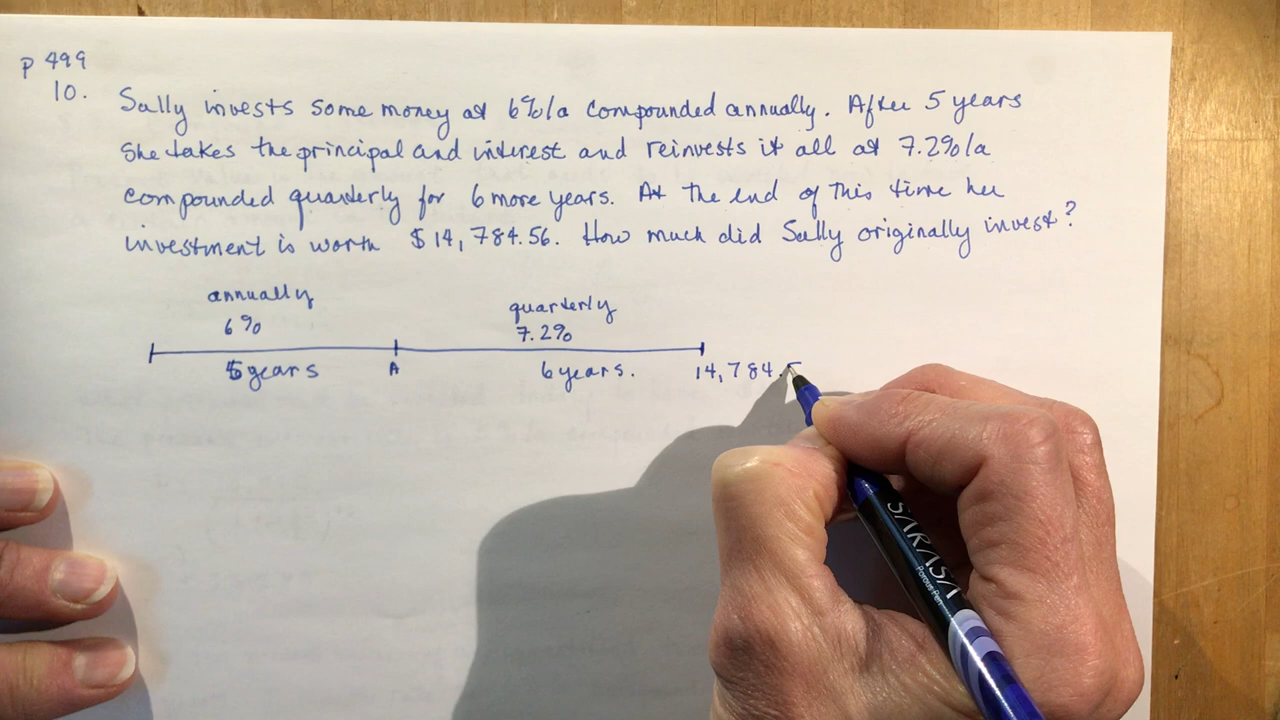 p 499
10. Sally invests some money at 6%/a compounded annually. After 5 years
she takes the principal and interest and reinvests it all at 7.2%/a
compounded quarterly for 6 more years. At the end of this time her
investment is worth $14,784.56. How much did Sally originally invest?
annually
quarterly
6%
7.2%
5 years A 6 years. 14,784.5
SARASA
Porous Pen